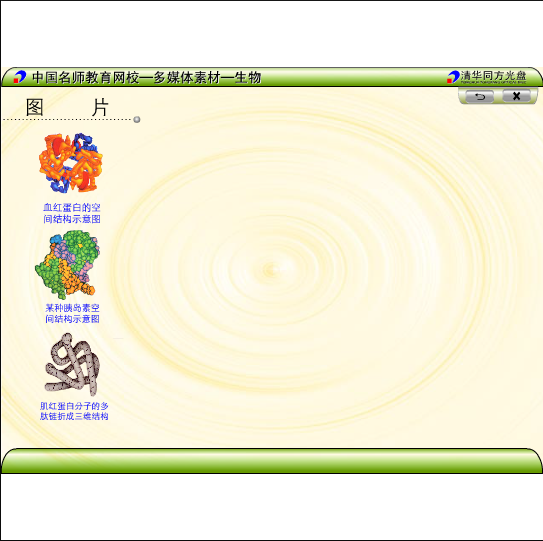 中国名师教育网校—多媒体素材—生物
清华同方光盘
图 片
血红蛋白的空
间结构示意图
某种胰岛素空
间结构示意图
肌红蛋白分子的多
肽链折成三维结构